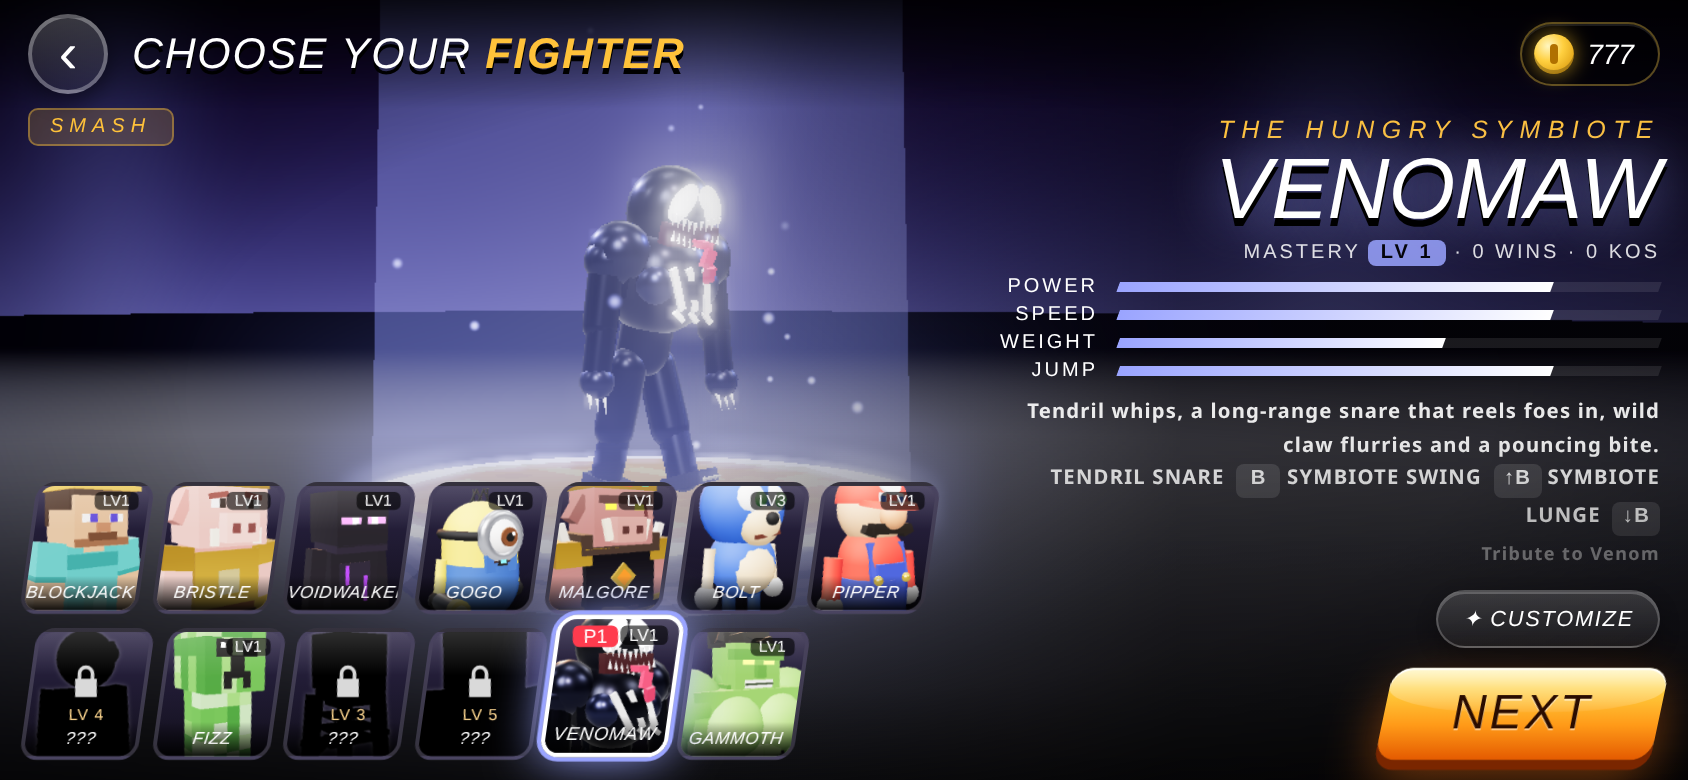 ‹ CHOOSE YOUR FIGHTER
777
SMASH
THE HUNGRY SYMBIOTE
VENOMAW
MASTERY LV 1 · 0 WINS · 0 KOS
POWER
SPEED
WEIGHT
JUMP
Tendril whips, a long-range snare that reels foes in, wild
claw flurries and a pouncing bite.
TENDRIL SNARE B SYMBIOTE SWING ↑B SYMBIOTE
LUNGE ↓B
Tribute to Venom
LV1 LV1 LV1 LV1 LV1 LV3 LV1
BLOCKJACK BRISTLE VOIDWALKE GOGO MALGORE BOLT PIPPER
✦ CUSTOMIZE
LV1 P1 LV1 LV1
LV 4 LV 3 LV 5
??? FIZZ ??? ??? VENOMAW GAMMOTH
NEXT